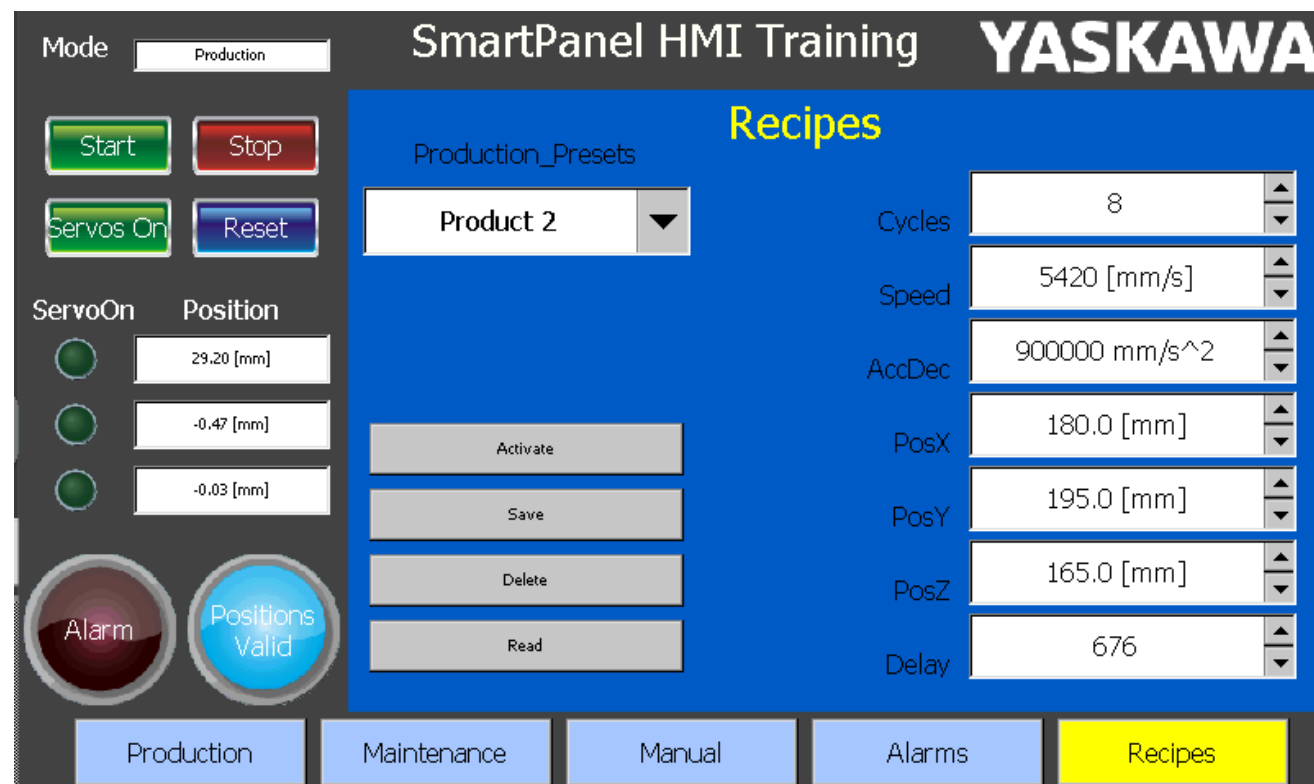 Mode
Production
SmartPanel HMI Training
YASKAWA
Start
Stop
Servos On
Reset
ServoOn
Position
29.20 [mm]
-0.47 [mm]
-0.03 [mm]
Alarm
Positions
Valid
Recipes
Production_Presets
Product 2
Activate
Save
Delete
Read
Cycles
8
Speed
5420 [mm/s]
AccDec
900000 mm/s^2
PosX
180.0 [mm]
PosY
195.0 [mm]
PosZ
165.0 [mm]
Delay
676
Production
Maintenance
Manual
Alarms
Recipes